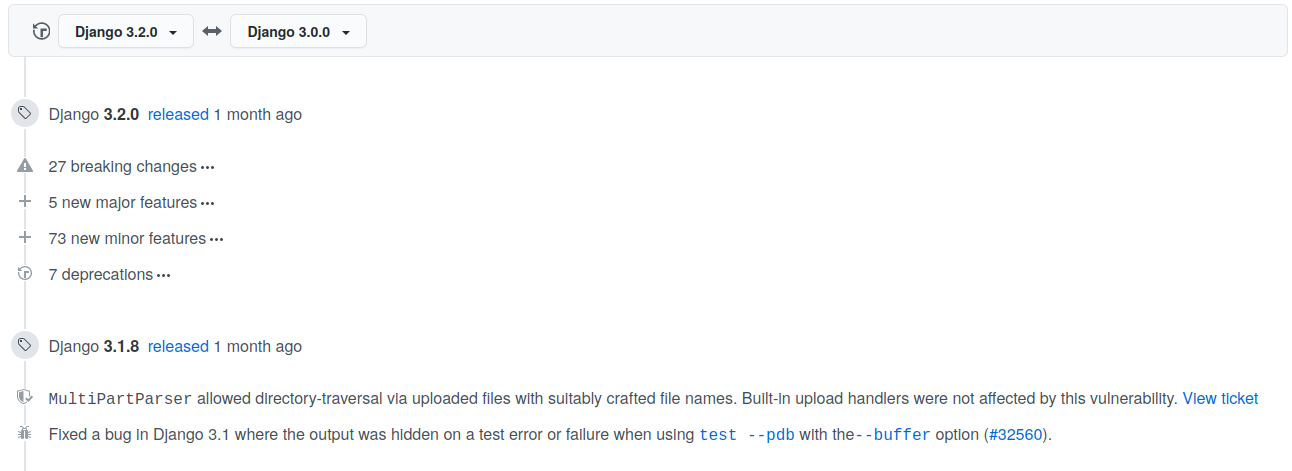 Django 3.2.0 Django 3.0.0
Django 3.2.0 released 1 month ago
27 breaking changes •••
5 new major features •••
73 new minor features •••
7 deprecations •••
Django 3.1.8 released 1 month ago
MultiPartParser allowed directory-traversal via uploaded files with suitably crafted file names. Built-in upload handlers were not affected by this vulnerability. View ticket
Fixed a bug in Django 3.1 where the output was hidden on a test error or failure when using test --pdb with the--buffer option (#32560).